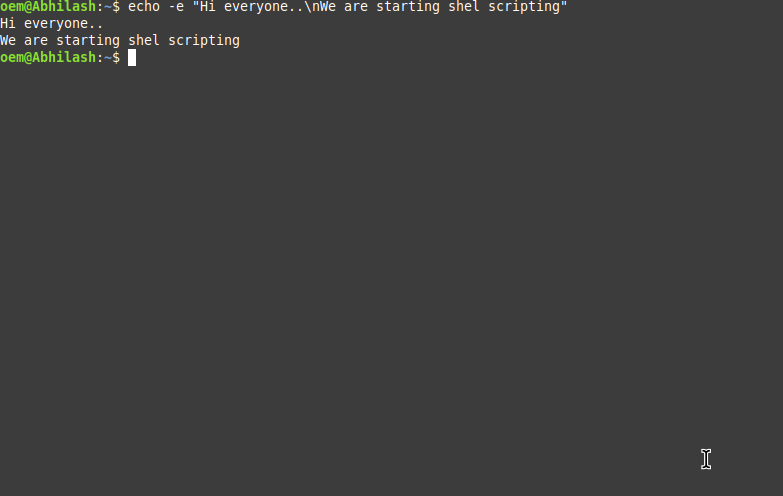 oem@Abhilash:~$ echo -e "Hi everyone..\nWe are starting shel scripting"
Hi everyone..
We are starting shel scripting
oem@Abhilash:~$